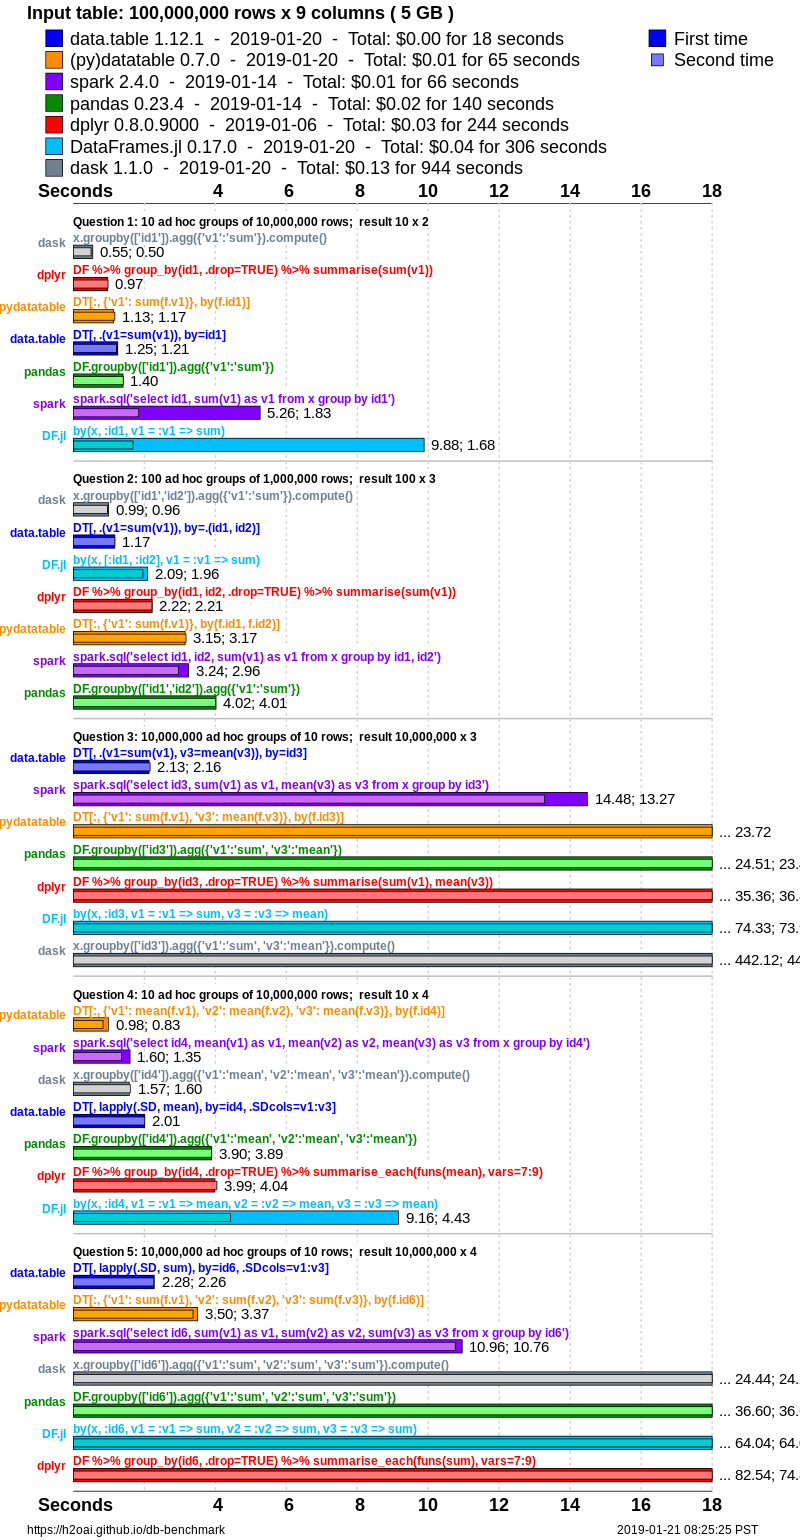 Input table: 100,000,000 rows x 9 columns ( 5 GB )
data.table 1.12.1 - 2019-01-20 - Total: $0.00 for 18 seconds
First time
(py)datatable 0.7.0 - 2019-01-20 - Total: $0.01 for 65 seconds
Second time
spark 2.4.0 - 2019-01-14 - Total: $0.01 for 66 seconds
pandas 0.23.4 - 2019-01-14 - Total: $0.02 for 140 seconds
dplyr 0.8.0.9000 - 2019-01-06 - Total: $0.03 for 244 seconds
DataFrames.jl 0.17.0 - 2019-01-20 - Total: $0.04 for 306 seconds
dask 1.1.0 - 2019-01-20 - Total: $0.13 for 944 seconds
Seconds 4 6 8 10 12 14 16 18
Question 1: 10 ad hoc groups of 10,000,000 rows; result 10 x 2
x.groupby(['id1']).agg({'v1':'sum'}).compute()
dask 0.55; 0.50
DF %>% group_by(id1, .drop=TRUE) %>% summarise(sum(v1))
dplyr 0.97
DT[:, {'v1': sum(f.v1)}, by(f.id1)]
pydatatable 1.13; 1.17
DT[, .(v1=sum(v1)), by=id1]
data.table 1.25; 1.21
DF.groupby(['id1']).agg({'v1':'sum'})
pandas 1.40
spark.sql('select id1, sum(v1) as v1 from x group by id1')
spark 5.26; 1.83
by(x, :id1, v1 = :v1 => sum)
DF.jl 9.88; 1.68
Question 2: 100 ad hoc groups of 1,000,000 rows; result 100 x 3
x.groupby(['id1','id2']).agg({'v1':'sum'}).compute()
dask 0.99; 0.96
DT[, .(v1=sum(v1)), by=.(id1, id2)]
data.table 1.17
by(x, [:id1, :id2], v1 = :v1 => sum)
DF.jl 2.09; 1.96
DF %>% group_by(id1, id2, .drop=TRUE) %>% summarise(sum(v1))
dplyr 2.22; 2.21
DT[:, {'v1': sum(f.v1)}, by(f.id1, f.id2)]
pydatatable 3.15; 3.17
spark.sql('select id1, id2, sum(v1) as v1 from x group by id1, id2')
spark 3.24; 2.96
DF.groupby(['id1','id2']).agg({'v1':'sum'})
pandas 4.02; 4.01
Question 3: 10,000,000 ad hoc groups of 10 rows; result 10,000,000 x 3
DT[, .(v1=sum(v1), v3=mean(v3)), by=id3]
data.table 2.13; 2.16
spark.sql('select id3, sum(v1) as v1, mean(v3) as v3 from x group by id3')
spark 14.48; 13.27
DT[:, {'v1': sum(f.v1), 'v3': mean(f.v3)}, by(f.id3)]
pydatatable ... 23.72
DF.groupby(['id3']).agg({'v1':'sum', 'v3':'mean'})
pandas ... 24.51; 23.
DF %>% group_by(id3, .drop=TRUE) %>% summarise(sum(v1), mean(v3))
dplyr ... 35.36; 36.
by(x, :id3, v1 = :v1 => sum, v3 = :v3 => mean)
DF.jl ... 74.33; 73.
x.groupby(['id3']).agg({'v1':'sum', 'v3':'mean'}).compute()
dask ... 442.12; 44
Question 4: 10 ad hoc groups of 10,000,000 rows; result 10 x 4
DT[:, {'v1': mean(f.v1), 'v2': mean(f.v2), 'v3': mean(f.v3)}, by(f.id4)]
pydatatable 0.98; 0.83
spark.sql('select id4, mean(v1) as v1, mean(v2) as v2, mean(v3) as v3 from x group by id4')
spark 1.60; 1.35
x.groupby(['id4']).agg({'v1':'mean', 'v2':'mean', 'v3':'mean'}).compute()
dask 1.57; 1.60
DT[, lapply(.SD, mean), by=id4, .SDcols=v1:v3]
data.table 2.01
DF.groupby(['id4']).agg({'v1':'mean', 'v2':'mean', 'v3':'mean'})
pandas 3.90; 3.89
DF %>% group_by(id4, .drop=TRUE) %>% summarise_each(funs(mean), vars=7:9)
dplyr 3.99; 4.04
by(x, :id4, v1 = :v1 => mean, v2 = :v2 => mean, v3 = :v3 => mean)
DF.jl 9.16; 4.43
Question 5: 10,000,000 ad hoc groups of 10 rows; result 10,000,000 x 4
DT[, lapply(.SD, sum), by=id6, .SDcols=v1:v3]
data.table 2.28; 2.26
DT[:, {'v1': sum(f.v1), 'v2': sum(f.v2), 'v3': sum(f.v3)}, by(f.id6)]
pydatatable 3.50; 3.37
spark.sql('select id6, sum(v1) as v1, sum(v2) as v2, sum(v3) as v3 from x group by id6')
spark 10.96; 10.76
x.groupby(['id6']).agg({'v1':'sum', 'v2':'sum', 'v3':'sum'}).compute()
dask ... 24.44; 24.
DF.groupby(['id6']).agg({'v1':'sum', 'v2':'sum', 'v3':'sum'})
pandas ... 36.60; 36.
by(x, :id6, v1 = :v1 => sum, v2 = :v2 => sum, v3 = :v3 => sum)
DF.jl ... 64.04; 64.
DF %>% group_by(id6, .drop=TRUE) %>% summarise_each(funs(sum), vars=7:9)
dplyr ... 82.54; 74.
Seconds 4 6 8 10 12 14 16 18
https://h2oai.github.io/db-benchmark
2019-01-21 08:25:25 PST